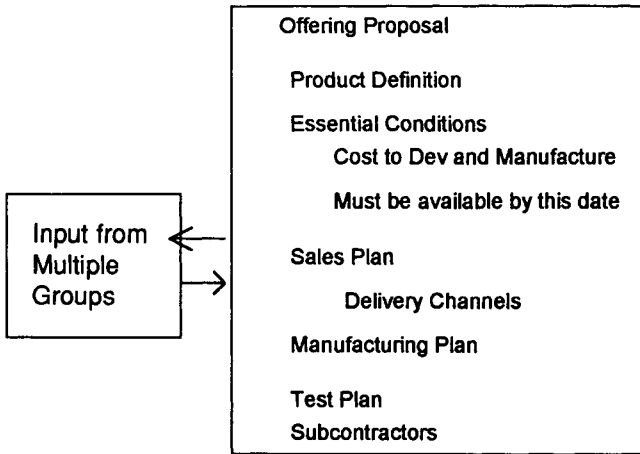 Offering Proposal
Product Definition
Essential Conditions
Cost to Dev and Manufacture
Must be available by this date
Input from
Multiple
Groups
Sales Plan
Delivery Channels
Manufacturing Plan
Test Plan
Subcontractors